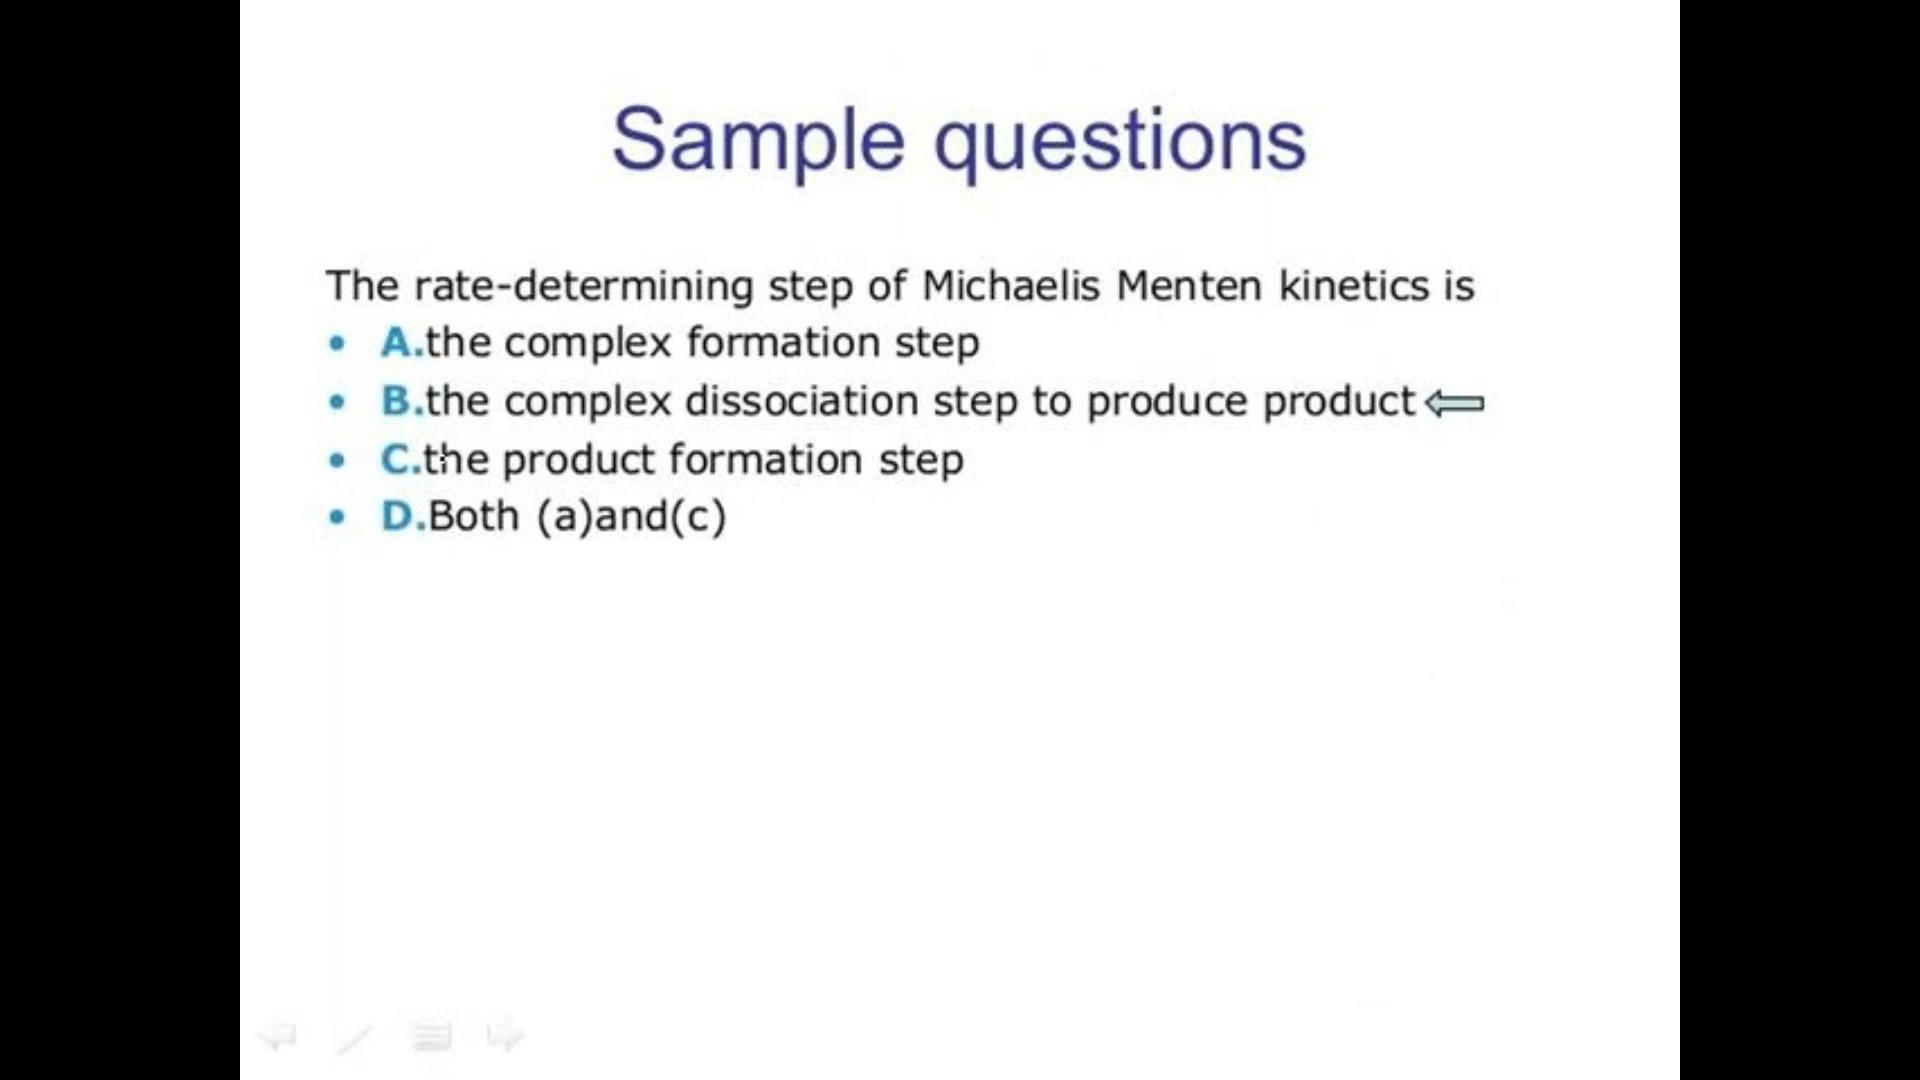 Sample questions
The rate-determining step of Michaelis Menten kinetics is
• A.the complex formation step
• B.the complex dissociation step to produce product
• C.the product formation step
• D.Both (a)and(c)